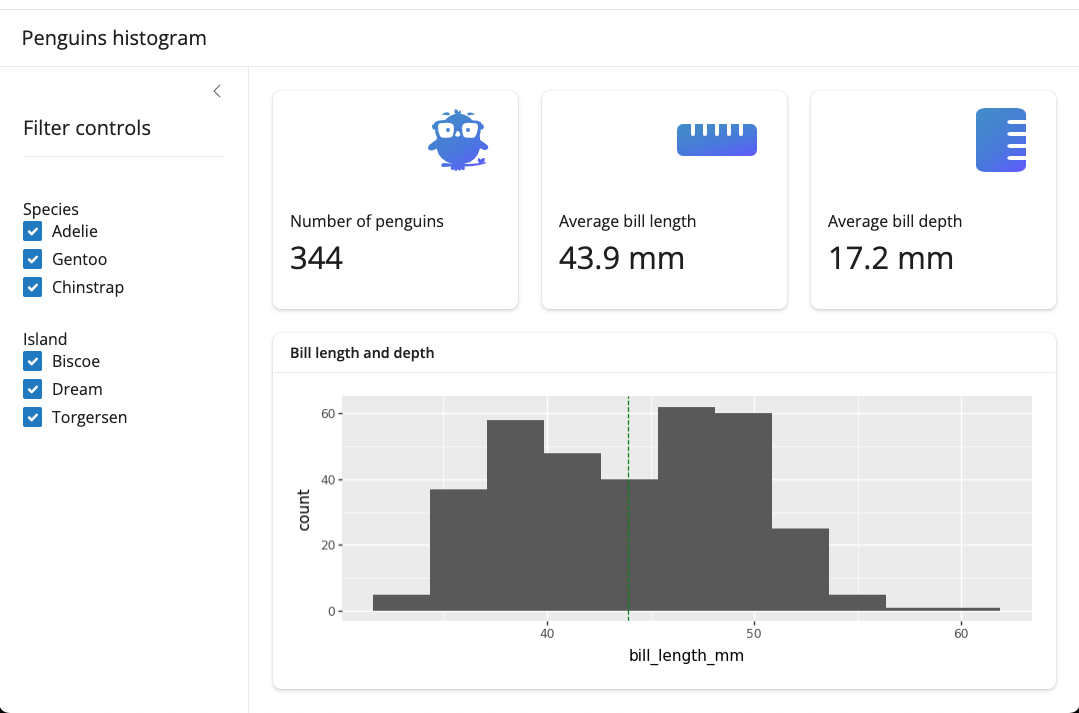 Penguins histogram
Filter controls
Species
Adelie
Gentoo
Chinstrap
Island
Biscoe
Dream
Torgersen
Number of penguins
344
Average bill length
43.9 mm
Average bill depth
17.2 mm
Bill length and depth
count
60
40
20
0
40 50 60
bill_length_mm